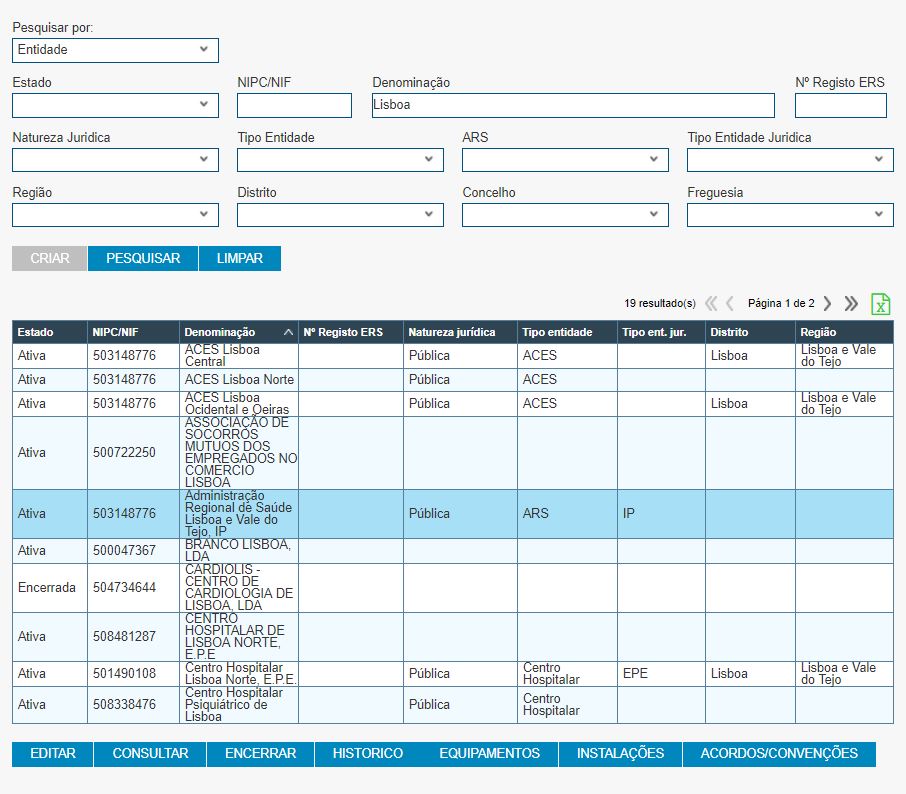 Pesquisar por:
Entidade
Estado NIPC/NIF Denominação Nº Registo ERS
Lisboa
Natureza Juridica Tipo Entidade ARS Tipo Entidade Juridica
Região Distrito Concelho Freguesia
CRIAR PESQUISAR LIMPAR
19 resultado(s) Página 1 de 2
Estado NIPC/NIF Denominação Nº Registo ERS Natureza jurídica Tipo entidade Tipo ent. jur. Distrito Região
Ativa 503148776 ACES Lisboa Central Pública ACES Lisboa Lisboa e Vale do Tejo
Ativa 503148776 ACES Lisboa Norte Pública ACES
Ativa 503148776 ACES Lisboa Ocidental e Oeiras Pública ACES Lisboa Lisboa e Vale do Tejo
Ativa 500722250 ASSOCIAÇÃO DE SOCORROS MUTUOS DOS EMPREGADOS NO COMERCIO LISBOA
Ativa 503148776 Administração Regional de Saúde Lisboa e Vale do Tejo, IP Pública ARS IP
Ativa 500047367 BRANCO LISBOA, LDA
Encerrada 504734644 CARDIOLIS - CENTRO DE CARDIOLOGIA DE LISBOA, LDA
Ativa 508481287 CENTRO HOSPITALAR DE LISBOA NORTE, E.P.E
Ativa 501490108 Centro Hospitalar Lisboa Norte, E.P.E. Pública Centro Hospitalar EPE Lisboa Lisboa e Vale do Tejo
Ativa 508338476 Centro Hospitalar Psiquiátrico de Lisboa Pública Centro Hospitalar
EDITAR CONSULTAR ENCERRAR HISTORICO EQUIPAMENTOS INSTALAÇÕES ACORDOS/CONVENÇÕES